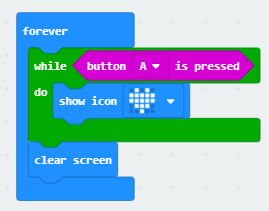 forever
while button A is pressed
do show icon
clear screen